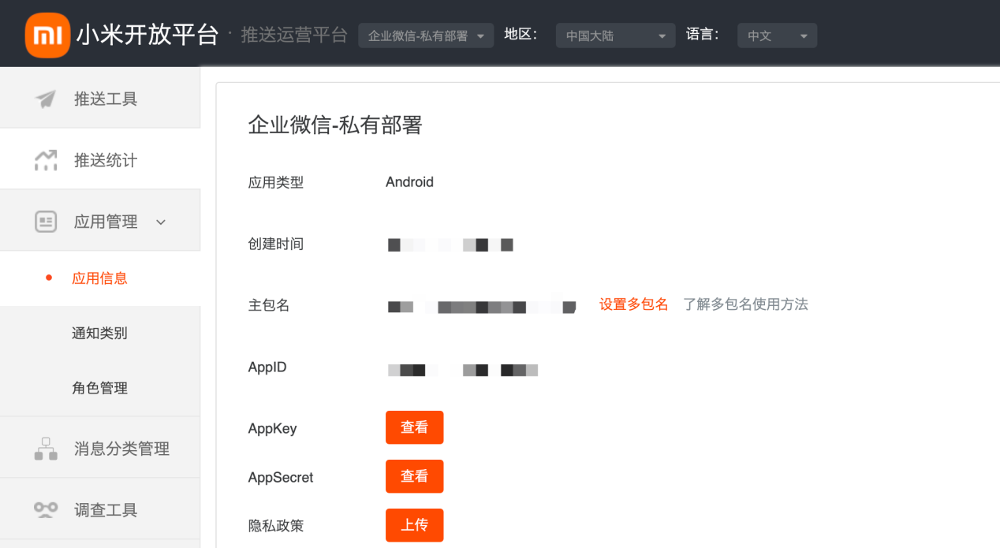 小米开放平台 · 推送运营平台 企业微信-私有部署 地区： 中国大陆 语言： 中文
推送工具
推送统计
应用管理
应用信息
通知类别
角色管理
消息分类管理
调查工具
企业微信-私有部署
应用类型 Android
创建时间
主包名 设置多包名 了解多包名使用方法
AppID
AppKey 查看
AppSecret 查看
隐私政策 上传